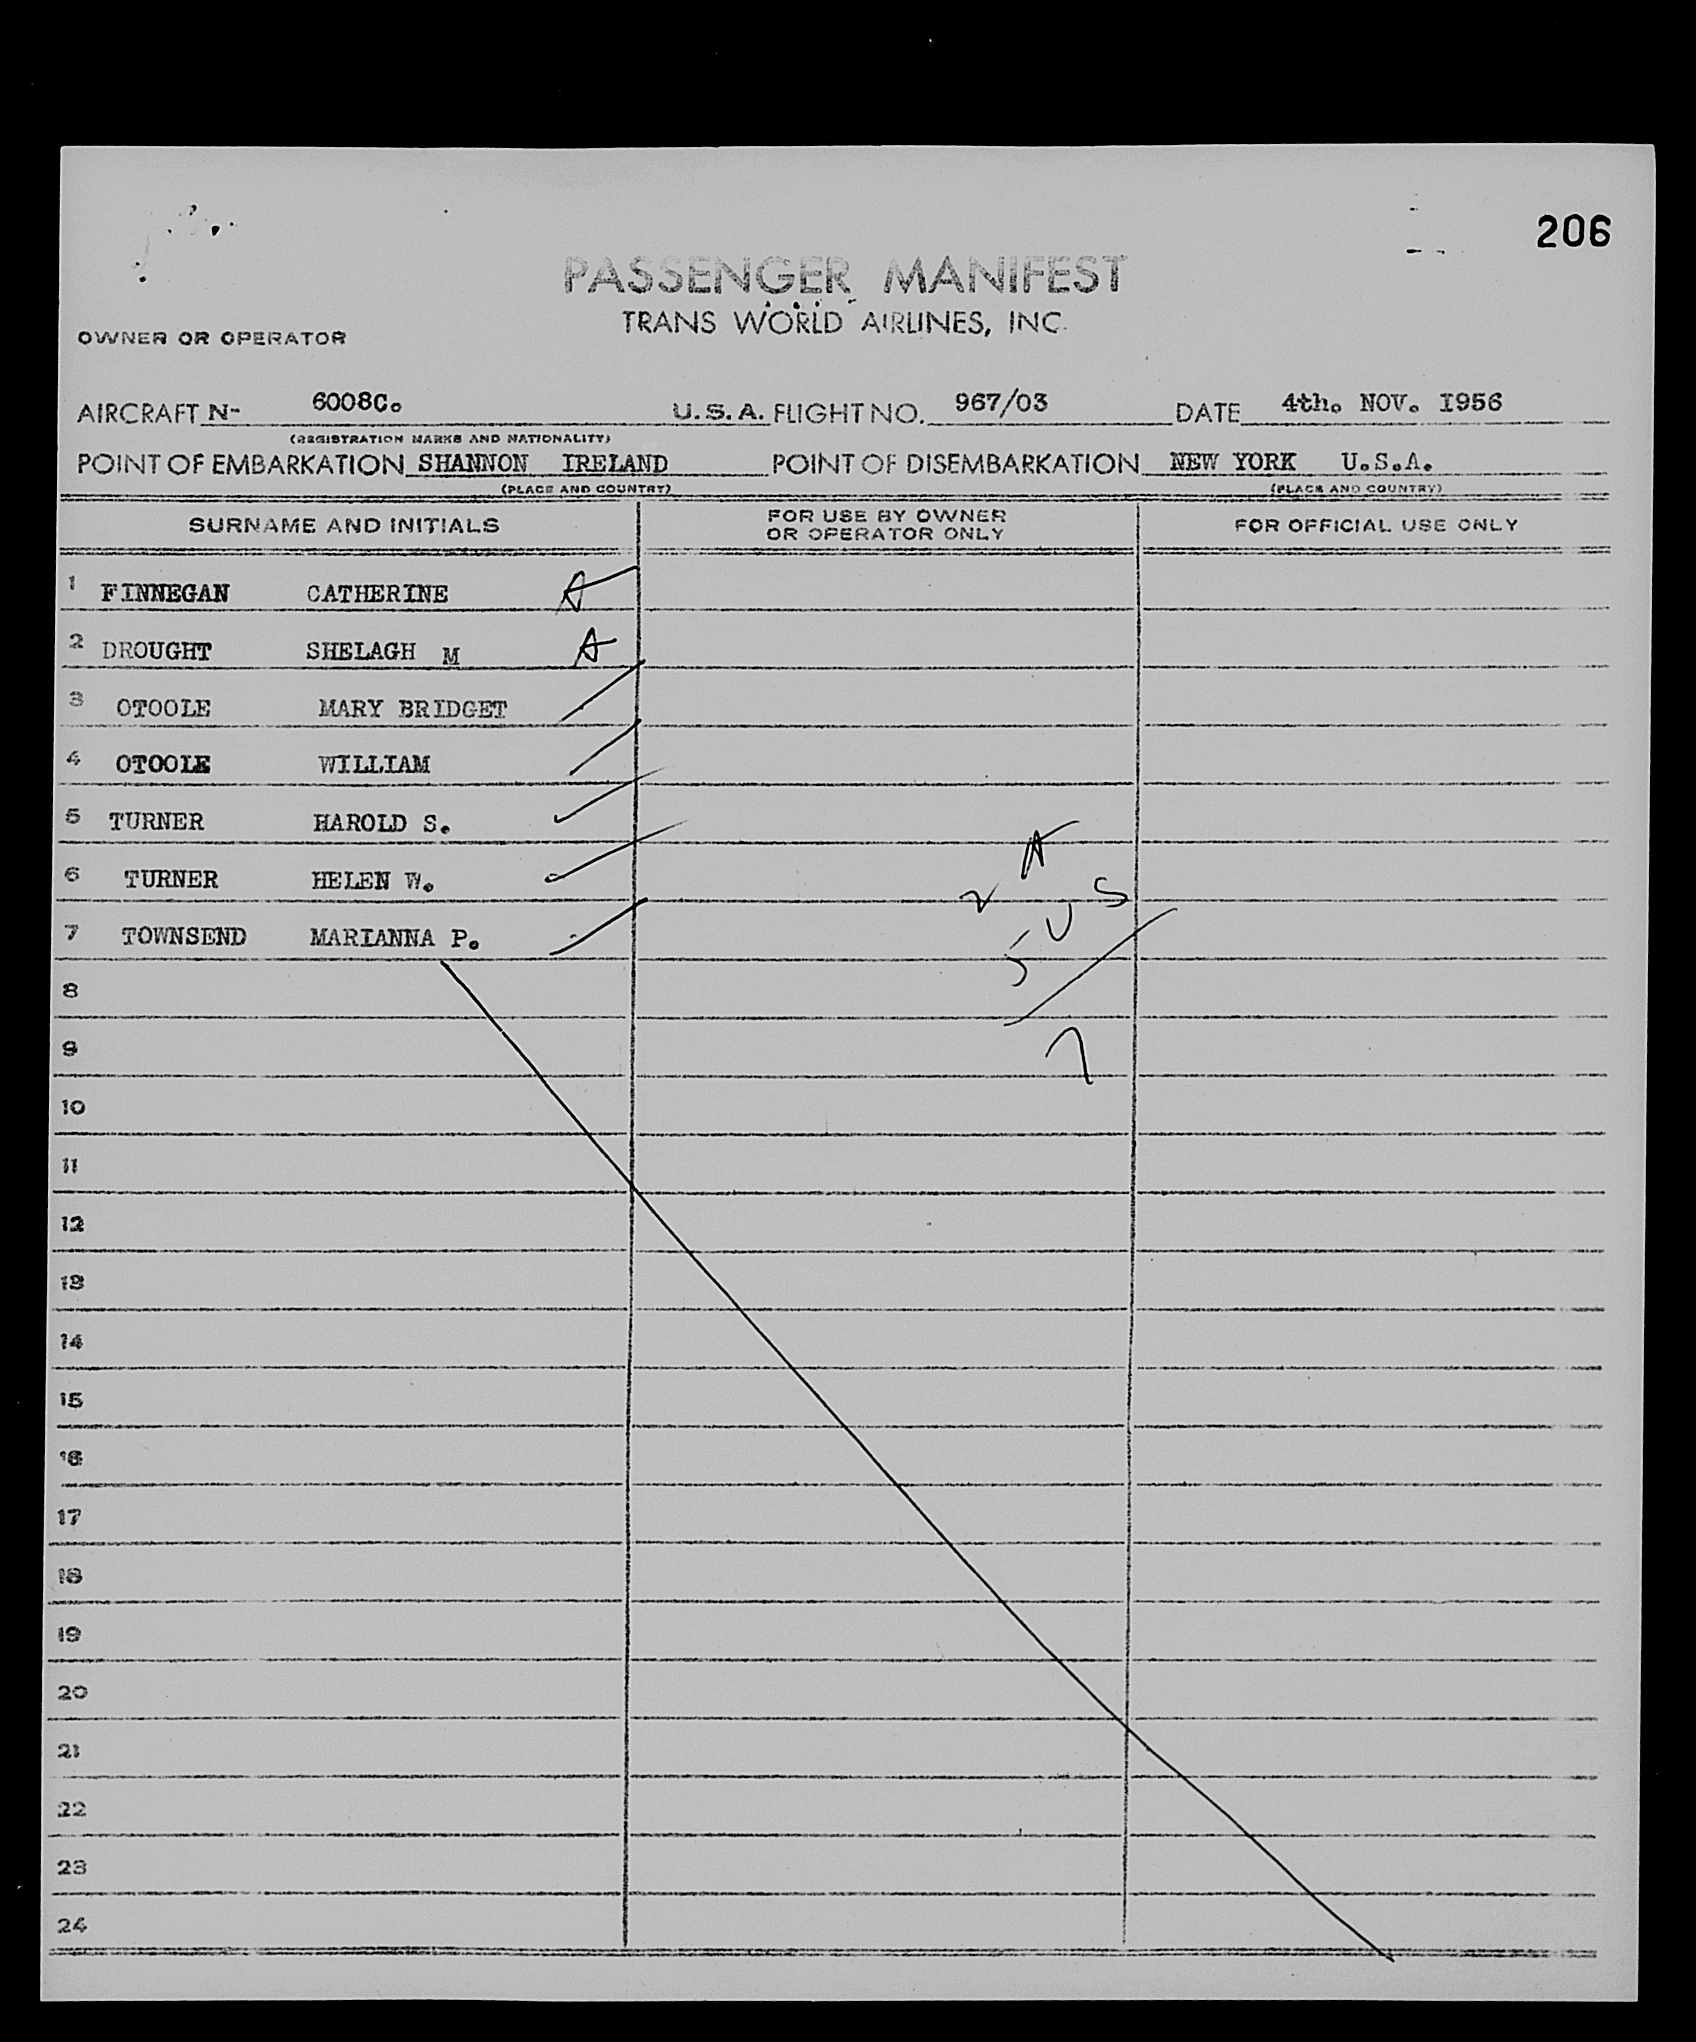 206
PASSENGER MANIFEST
TRANS WORLD AIRLINES, INC.
OWNER OR OPERATOR
AIRCRAFT N- 6008C. U.S.A. FLIGHT NO. 967/03 DATE 4th. NOV. I956
(REGISTRATION MARKS AND NATIONALITY)
POINT OF EMBARKATION SHANNON IRELAND POINT OF DISEMBARKATION NEW YORK U.S.A.
(PLACE AND COUNTRY) (PLACE AND COUNTRY)
SURNAME AND INITIALS FOR USE BY OWNER OR OPERATOR ONLY FOR OFFICIAL USE ONLY
1 FINNEGAN CATHERINE A
2 DROUGHT SHELAGH M A
3 OTOOLE MARY BRIDGET
4 OTOOLE WILLIAM
5 TURNER HAROLD S.
6 TURNER HELEN W.
2 A
7 TOWNSEND MARIANNA P.
5 US
8
7
9
10
11
12
13
14
15
16
17
18
19
20
21
22
23
24